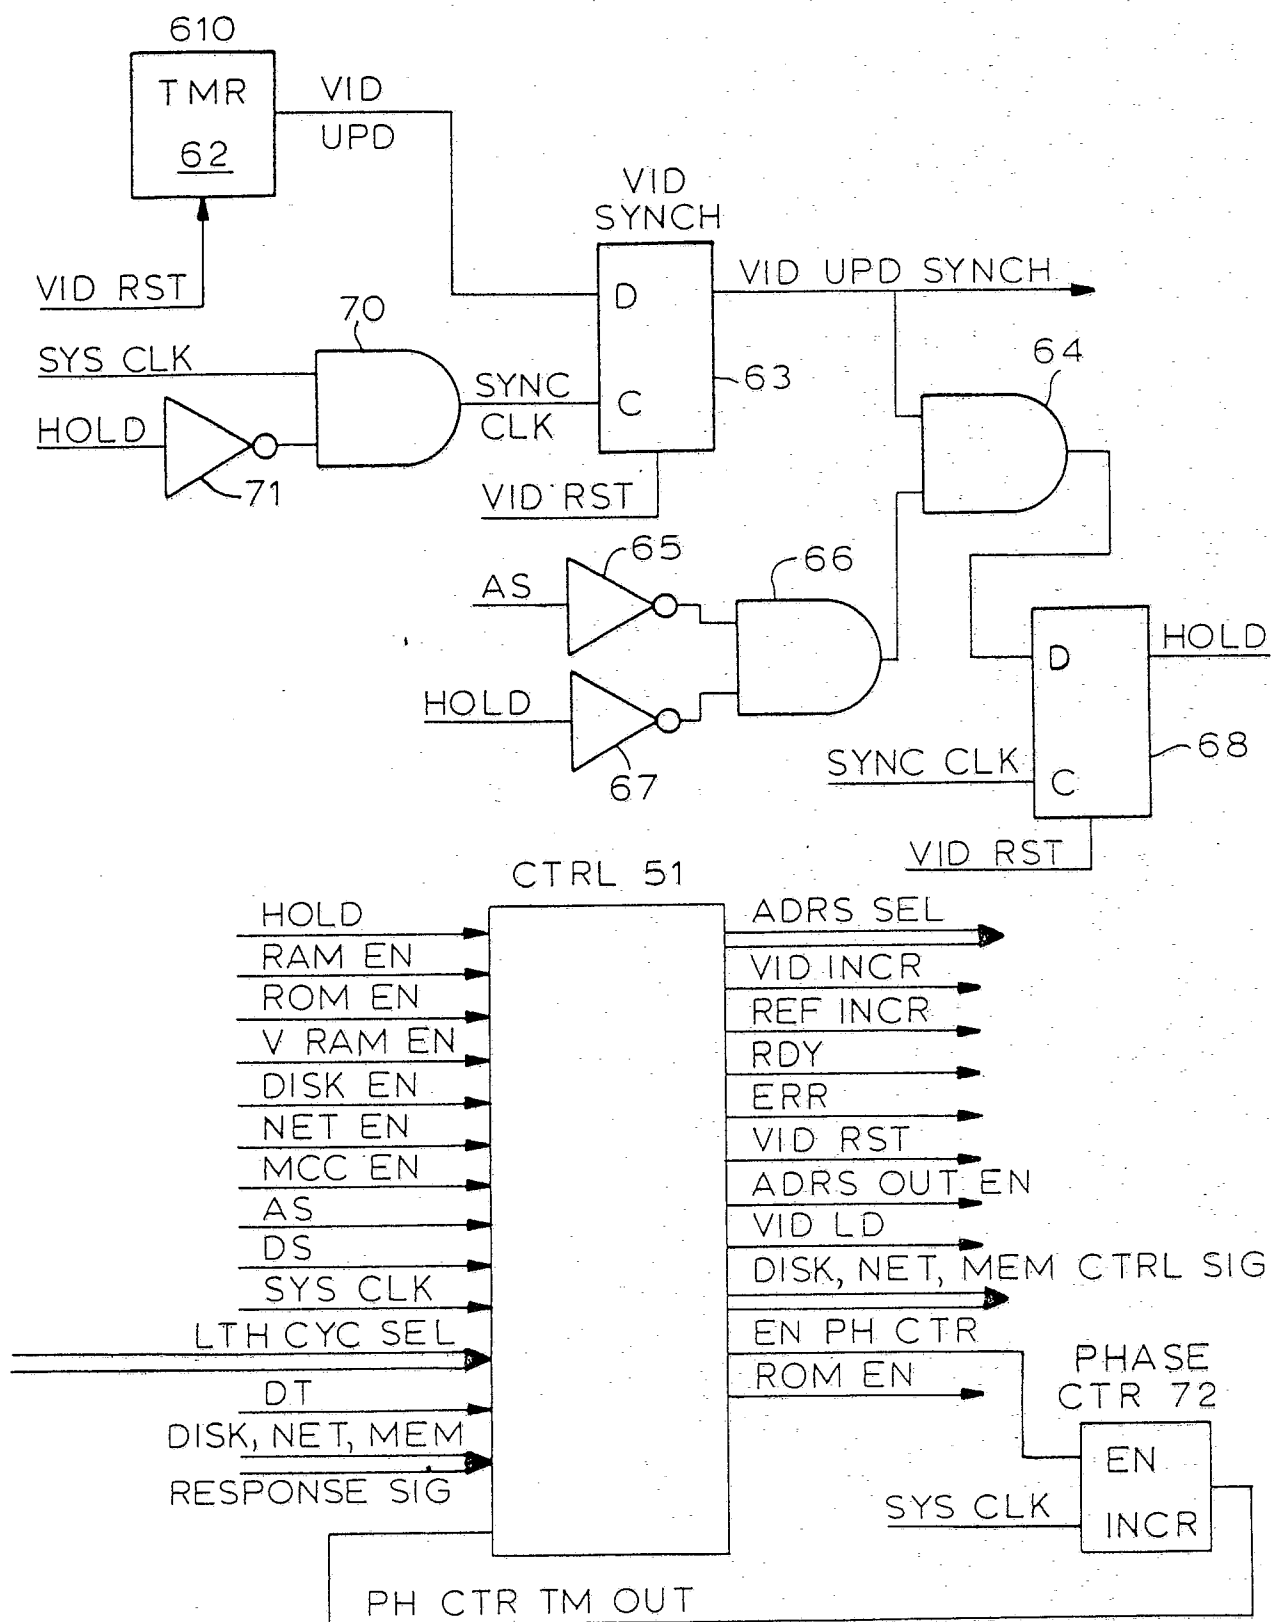 610
TMR
62
VID
UPD
VID
SYNCH
VID RST
70
D
VID UPD SYNCH
SYS CLK
SYNC
CLK
C
63
64
HOLD
71
VID RST
65
66
AS
HOLD
67
D
HOLD
SYNC CLK
C
68
VID RST
CTRL 51
HOLD
RAM EN
ROM EN
V RAM EN
DISK EN
NET EN
MCC EN
AS
DS
SYS CLK
LTH CYC SEL
DT
DISK, NET, MEM
RESPONSE SIG
ADRS SEL
VID INCR
REF INCR
RDY
ERR
VID RST
ADRS OUT EN
VID LD
DISK, NET, MEM CTRL SIG
EN PH CTR
ROM EN
PHASE
CTR 72
EN
SYS CLK
INCR
PH CTR TM OUT